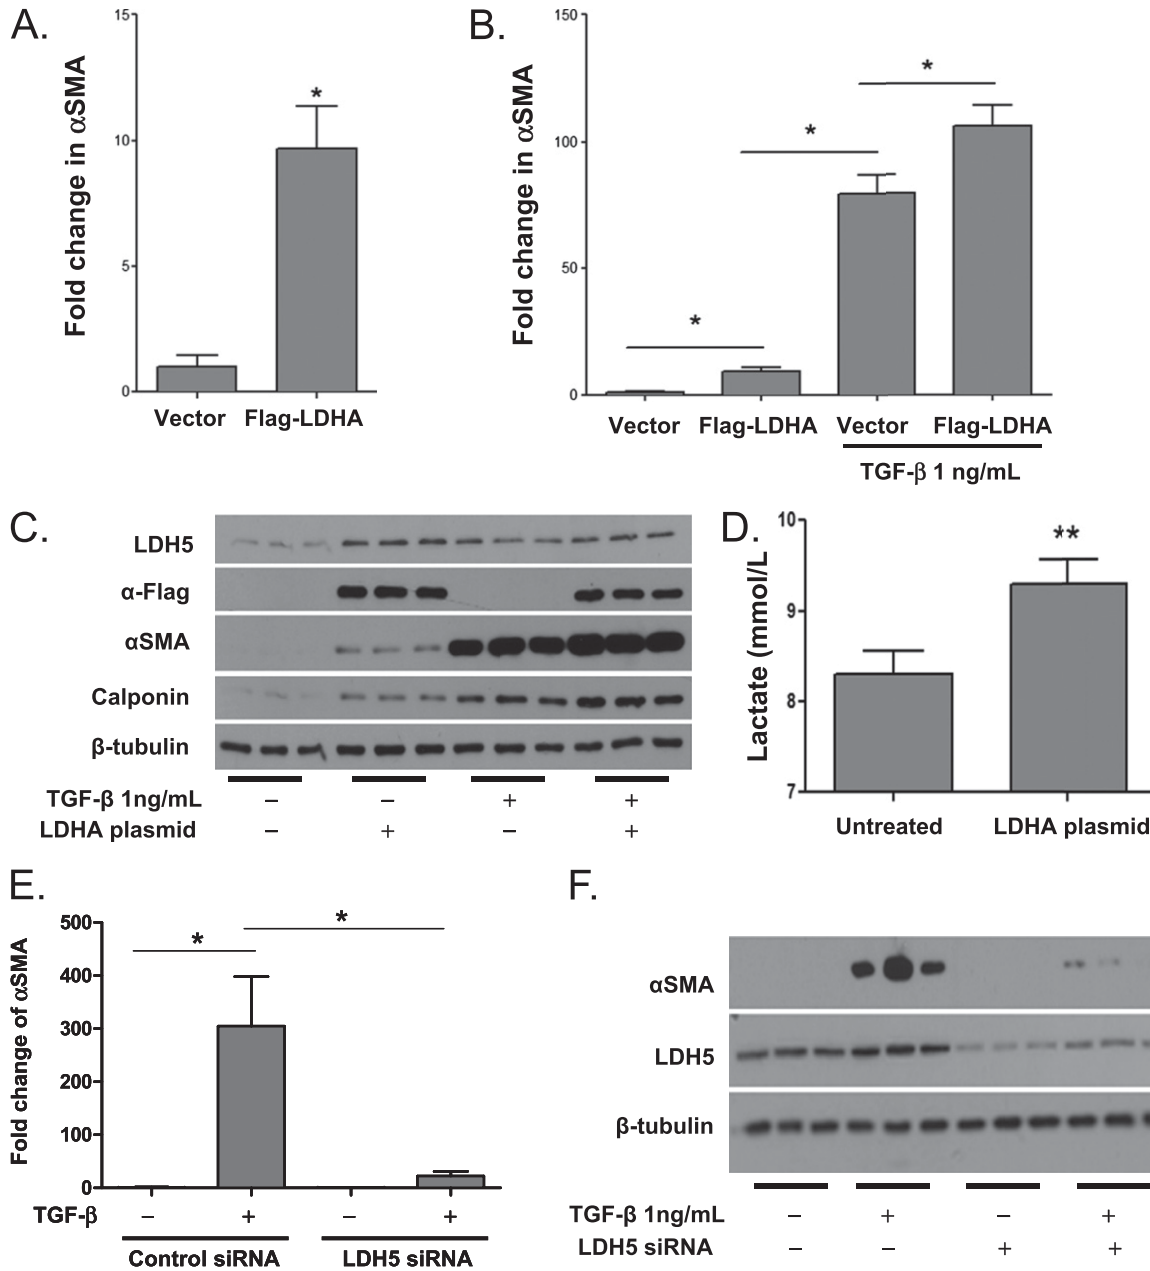 A.
Fold change in αSMA
15
10
5
0
*
Vector Flag-LDHA
B.
Fold change in αSMA
150
100
50
0
* * *
Vector Flag-LDHA Vector Flag-LDHA
TGF-β 1 ng/mL
C.
LDH5
α-Flag
αSMA
Calponin
β-tubulin
TGF-β 1ng/mL − − + +
LDHA plasmid − + − +
D.
Lactate (mmol/L
10
9
8
7
**
Untreated LDHA plasmid
E.
Fold change of αSMA
500
400
300
200
100
0
* *
TGF-β − + − +
Control siRNA LDH5 siRNA
F.
αSMA
LDH5
β-tubulin
TGF-β 1ng/mL − + − +
LDH5 siRNA − − + +